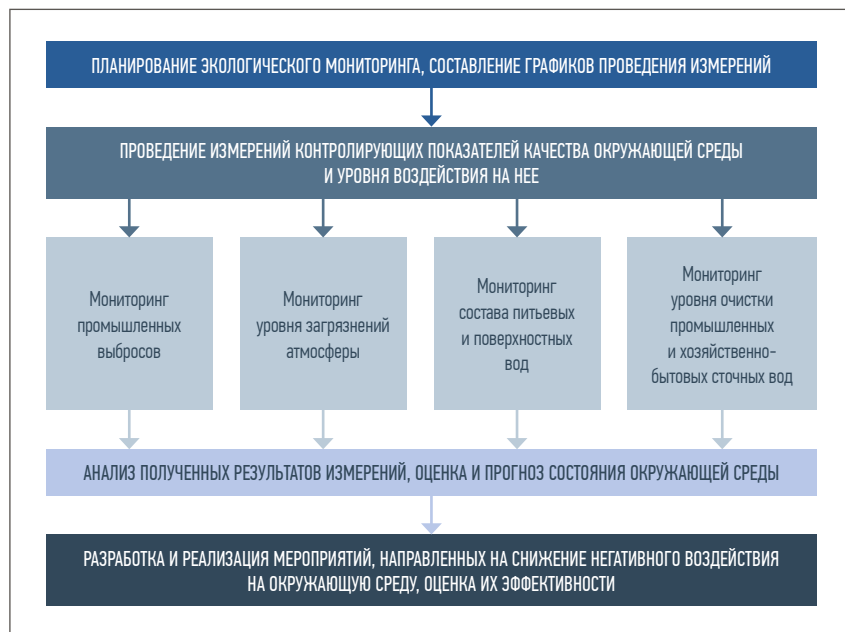 ПЛАНИРОВАНИЕ ЭКОЛОГИЧЕСКОГО МОНИТОРИНГА, СОСТАВЛЕНИЕ ГРАФИКОВ ПРОВЕДЕНИЯ ИЗМЕРЕНИЙ
ПРОВЕДЕНИЕ ИЗМЕРЕНИЙ КОНТРОЛИРУЮЩИХ ПОКАЗАТЕЛЕЙ КАЧЕСТВА ОКРУЖАЮЩЕЙ СРЕДЫ
И УРОВНЯ ВОЗДЕЙСТВИЯ НА НЕЕ
Мониторинг
промышленных
выбросов
Мониторинг
уровня загрязнений
атмосферы
Мониторинг
состава питьевых
и поверхностных
вод
Мониторинг
уровня очистки
промышленных
и хозяйственно-
бытовых сточных вод
АНАЛИЗ ПОЛУЧЕННЫХ РЕЗУЛЬТАТОВ ИЗМЕРЕНИЙ, ОЦЕНКА И ПРОГНОЗ СОСТОЯНИЯ ОКРУЖАЮЩЕЙ СРЕДЫ
РАЗРАБОТКА И РЕАЛИЗАЦИЯ МЕРОПРИЯТИЙ, НАПРАВЛЕННЫХ НА СНИЖЕНИЕ НЕГАТИВНОГО ВОЗДЕЙСТВИЯ
НА ОКРУЖАЮЩУЮ СРЕДУ, ОЦЕНКА ИХ ЭФФЕКТИВНОСТИ